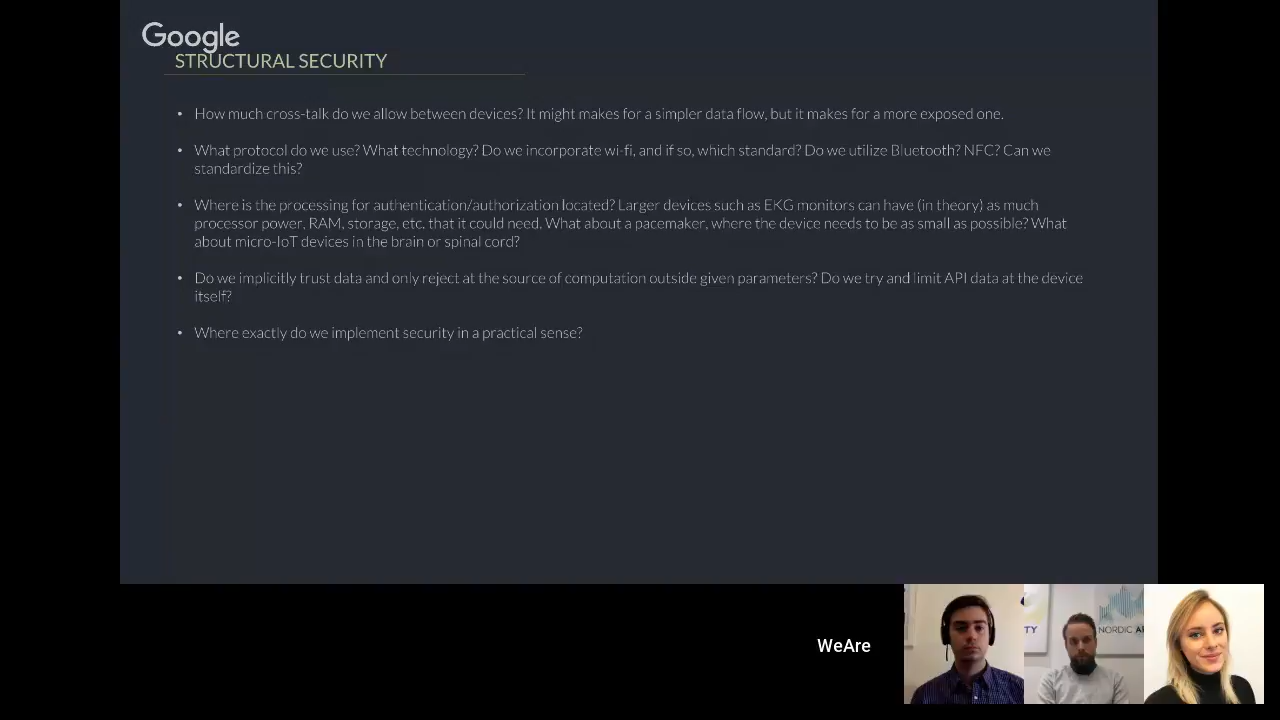 Google
STRUCTURAL SECURITY
• How much cross-talk do we allow between devices? It might makes for a simpler data flow, but it makes for a more exposed one.
• What protocol do we use? What technology? Do we incorporate wi-fi, and if so, which standard? Do we utilize Bluetooth? NFC? Can we
standardize this?
• Where is the processing for authentication/authorization located? Larger devices such as EKG monitors can have (in theory) as much
processor power, RAM, storage, etc. that it could need. What about a pacemaker, where the device needs to be as small as possible? What
about micro-IoT devices in the brain or spinal cord?
• Do we implicitly trust data and only reject at the source of computation outside given parameters? Do we try and limit API data at the device
itself?
• Where exactly do we implement security in a practical sense?
WeAre
TY
NORDIC